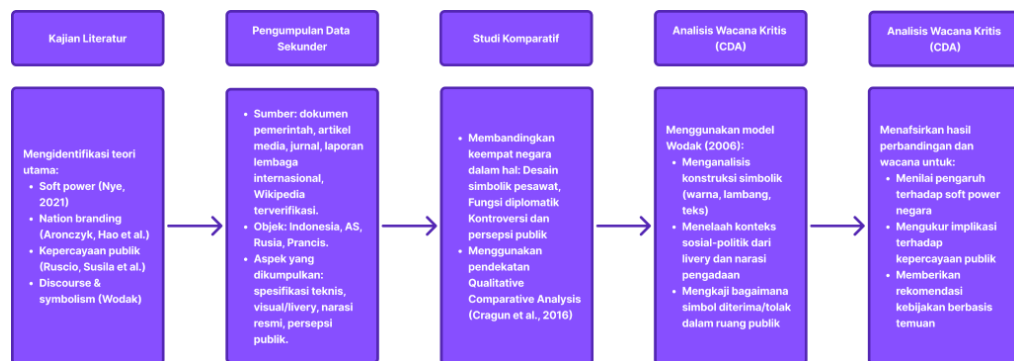 Kajian Literatur
Pengumpulan Data
Sekunder
Studi Komparatif
Analisis Wacana Kritis
(CDA)
Analisis Wacana Kritis
(CDA)
Mengidentifikasi teori
utama:
• Soft power (Nye,
2021)
• Nation branding
(Aronczyk, Hao et al.)
• Kepercayaan publik
(Ruscio, Susila et al.)
• Discourse &
symbolism (Wodak)
• Sumber: dokumen
pemerintah, artikel
media, jurnal, laporan
lembaga
internasional,
Wikipedia
terverifikasi.
• Objek: Indonesia, AS,
Rusia, Prancis.
• Aspek yang
dikumpulkan:
spesifikasi teknis,
visual/livery, narasi
resmi, persepsi
publik.
• Membandingkan
keempat negara
dalam hal: Desain
simbolik pesawat,
Fungsi diplomatik
Kontroversi dan
persepsi publik
• Menggunakan
pendekatan
Qualitative
Comparative Analysis
(Cragun et al., 2016)
Menggunakan model
Wodak (2006):
• Menganalisis
konstruksi simbolik
(warna, lambang,
teks)
• Menelaah konteks
sosial-politik dari
livery dan narasi
pengadaan
• Mengkaji bagaimana
simbol diterima/tolak
dalam ruang publik
Menafsirkan hasil
perbandingan dan
wacana untuk:
• Menilai pengaruh
terhadap soft power
negara
• Mengukur implikasi
terhadap
kepercayaan publik
• Memberikan
rekomendasi
kebijakan berbasis
temuan